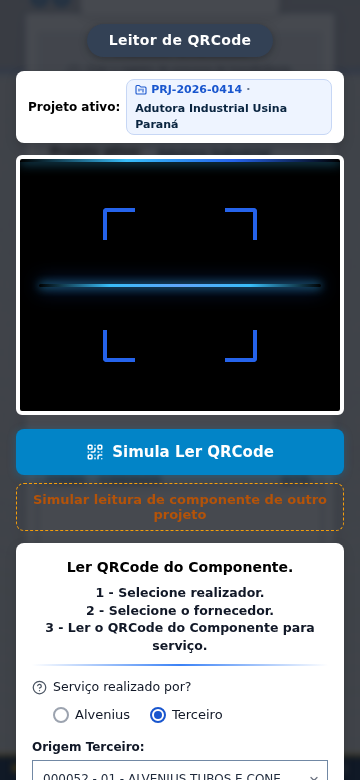 Leitor de QRCode
Projeto ativo:
PRJ-2026-0414 ·
Adutora Industrial Usina
Paraná
Simula Ler QRCode
Simular leitura de componente de outro
projeto
Ler QRCode do Componente.
1 - Selecione realizador.
2 - Selecione o fornecedor.
3 - Ler o QRCode do Componente para
serviço.
Serviço realizado por?
Alvenius
Terceiro
Origem Terceiro:
000052 - 01 - ALVENIUS TUBOS E CONE